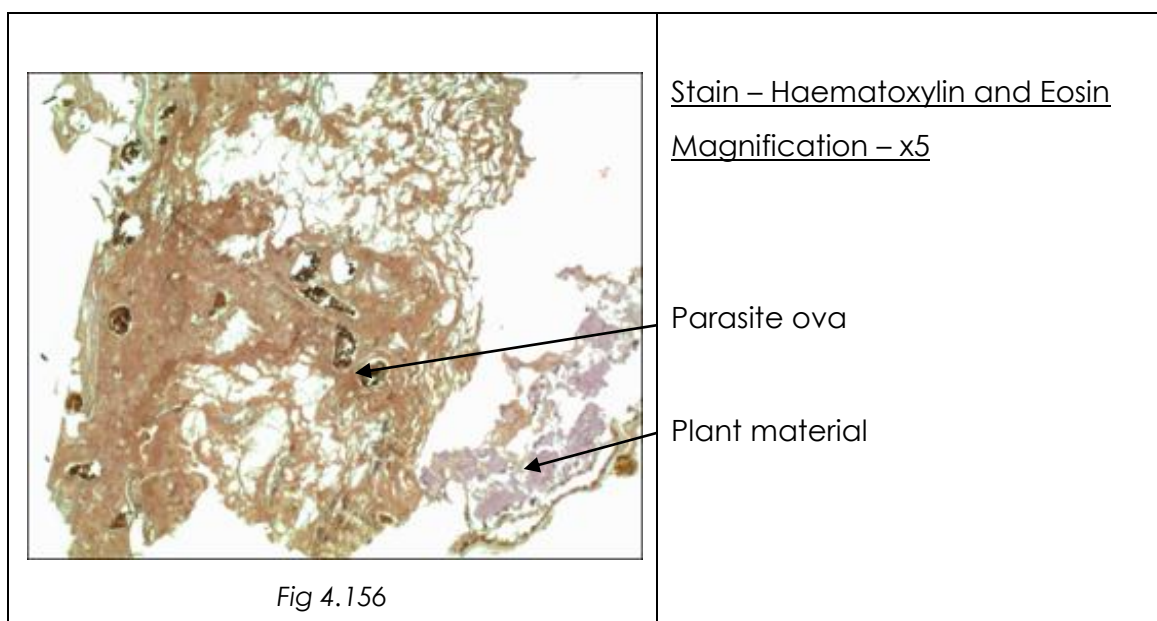 Stain – Haematoxylin and Eosin
Magnification – x5
Parasite ova
Plant material
Fig 4.156